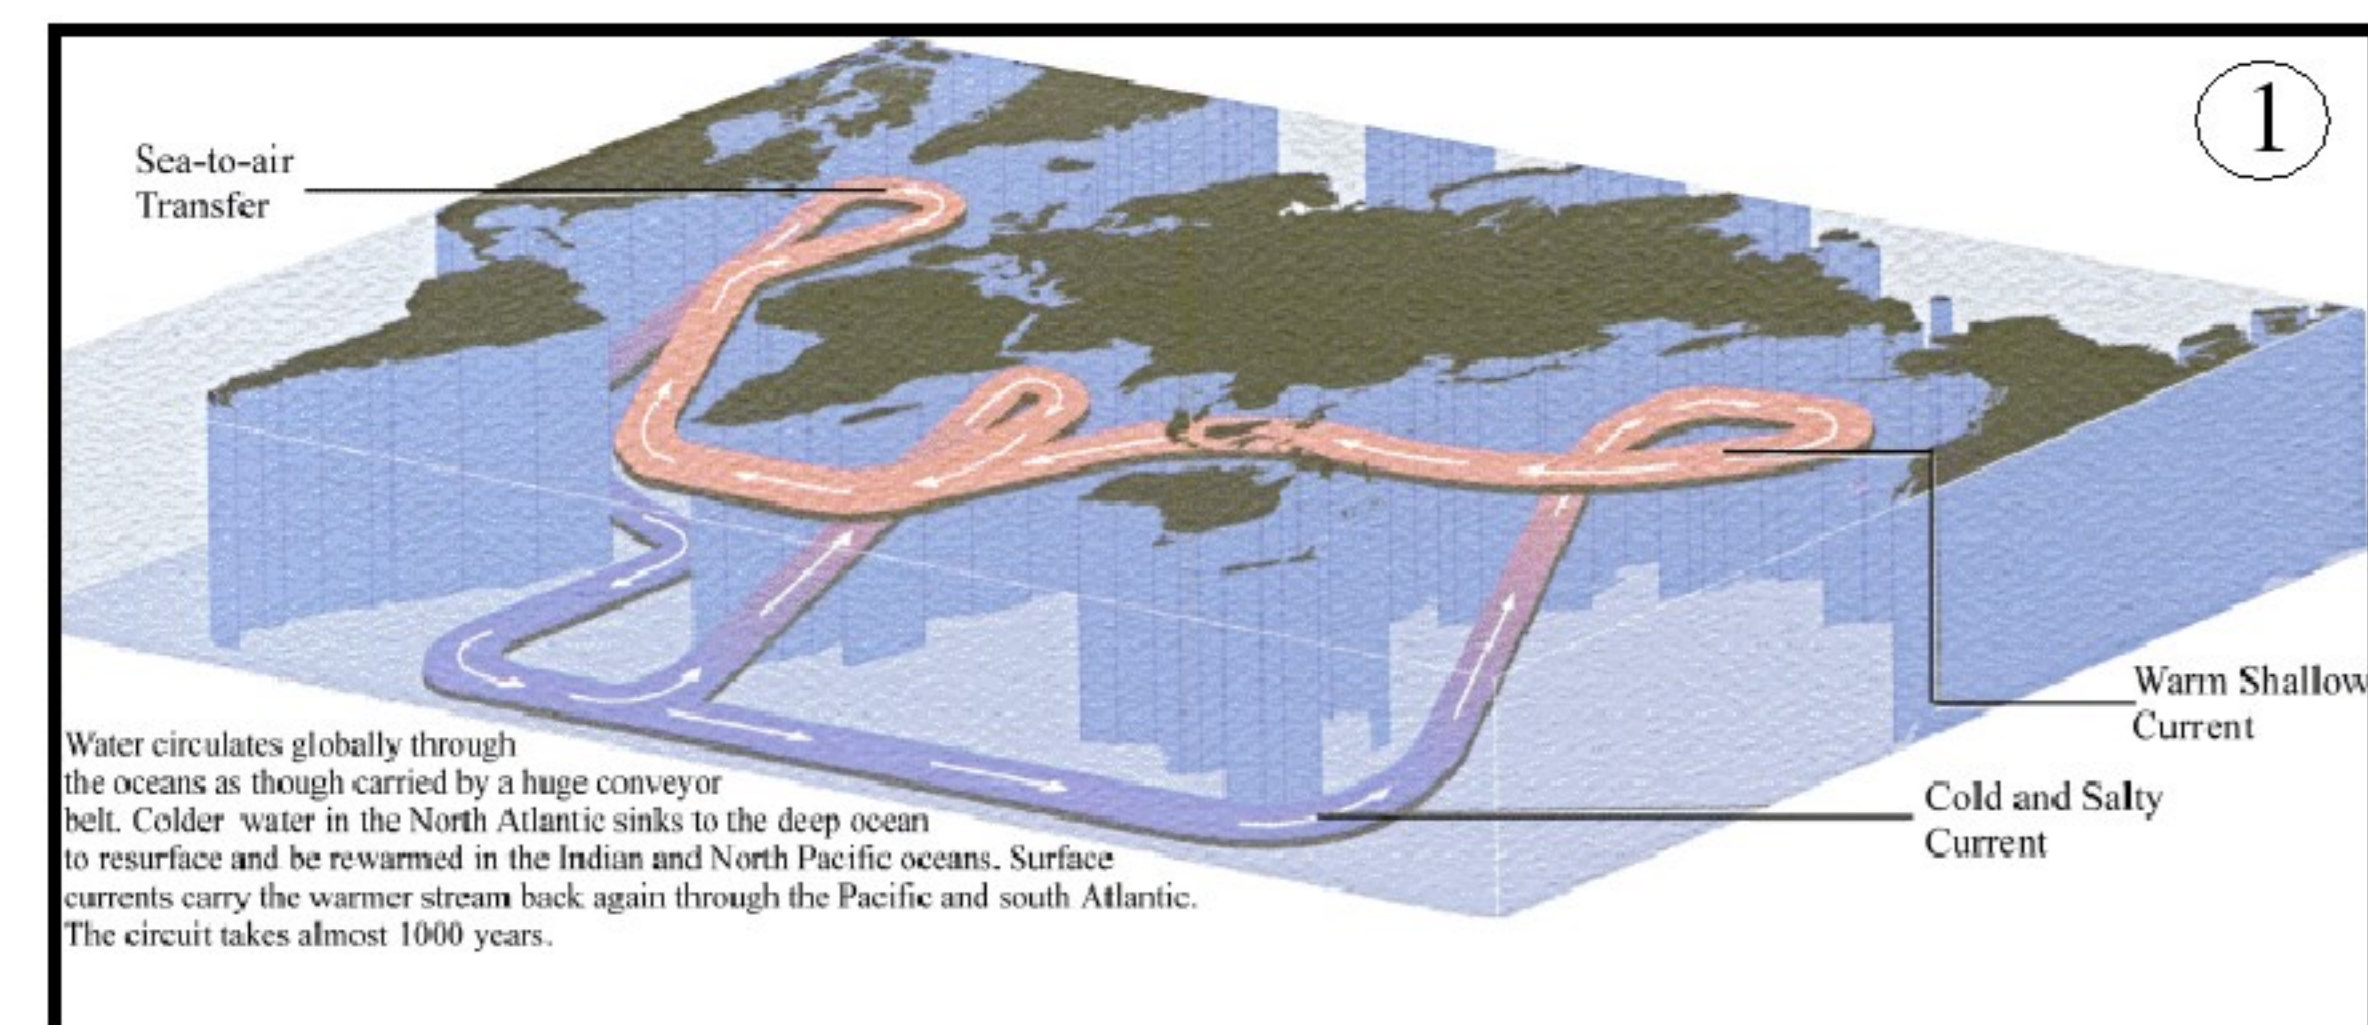 1
Sea-to-air
Transfer
Warm Shallow
Current
Cold and Salty
Current
Water circulates globally through
the oceans as though carried by a huge conveyor
belt. Colder water in the North Atlantic sinks to the deep ocean
to resurface and be rewarmed in the Indian and North Pacific oceans. Surface
currents carry the warmer stream back again through the Pacific and south Atlantic.
The circuit takes almost 1000 years.